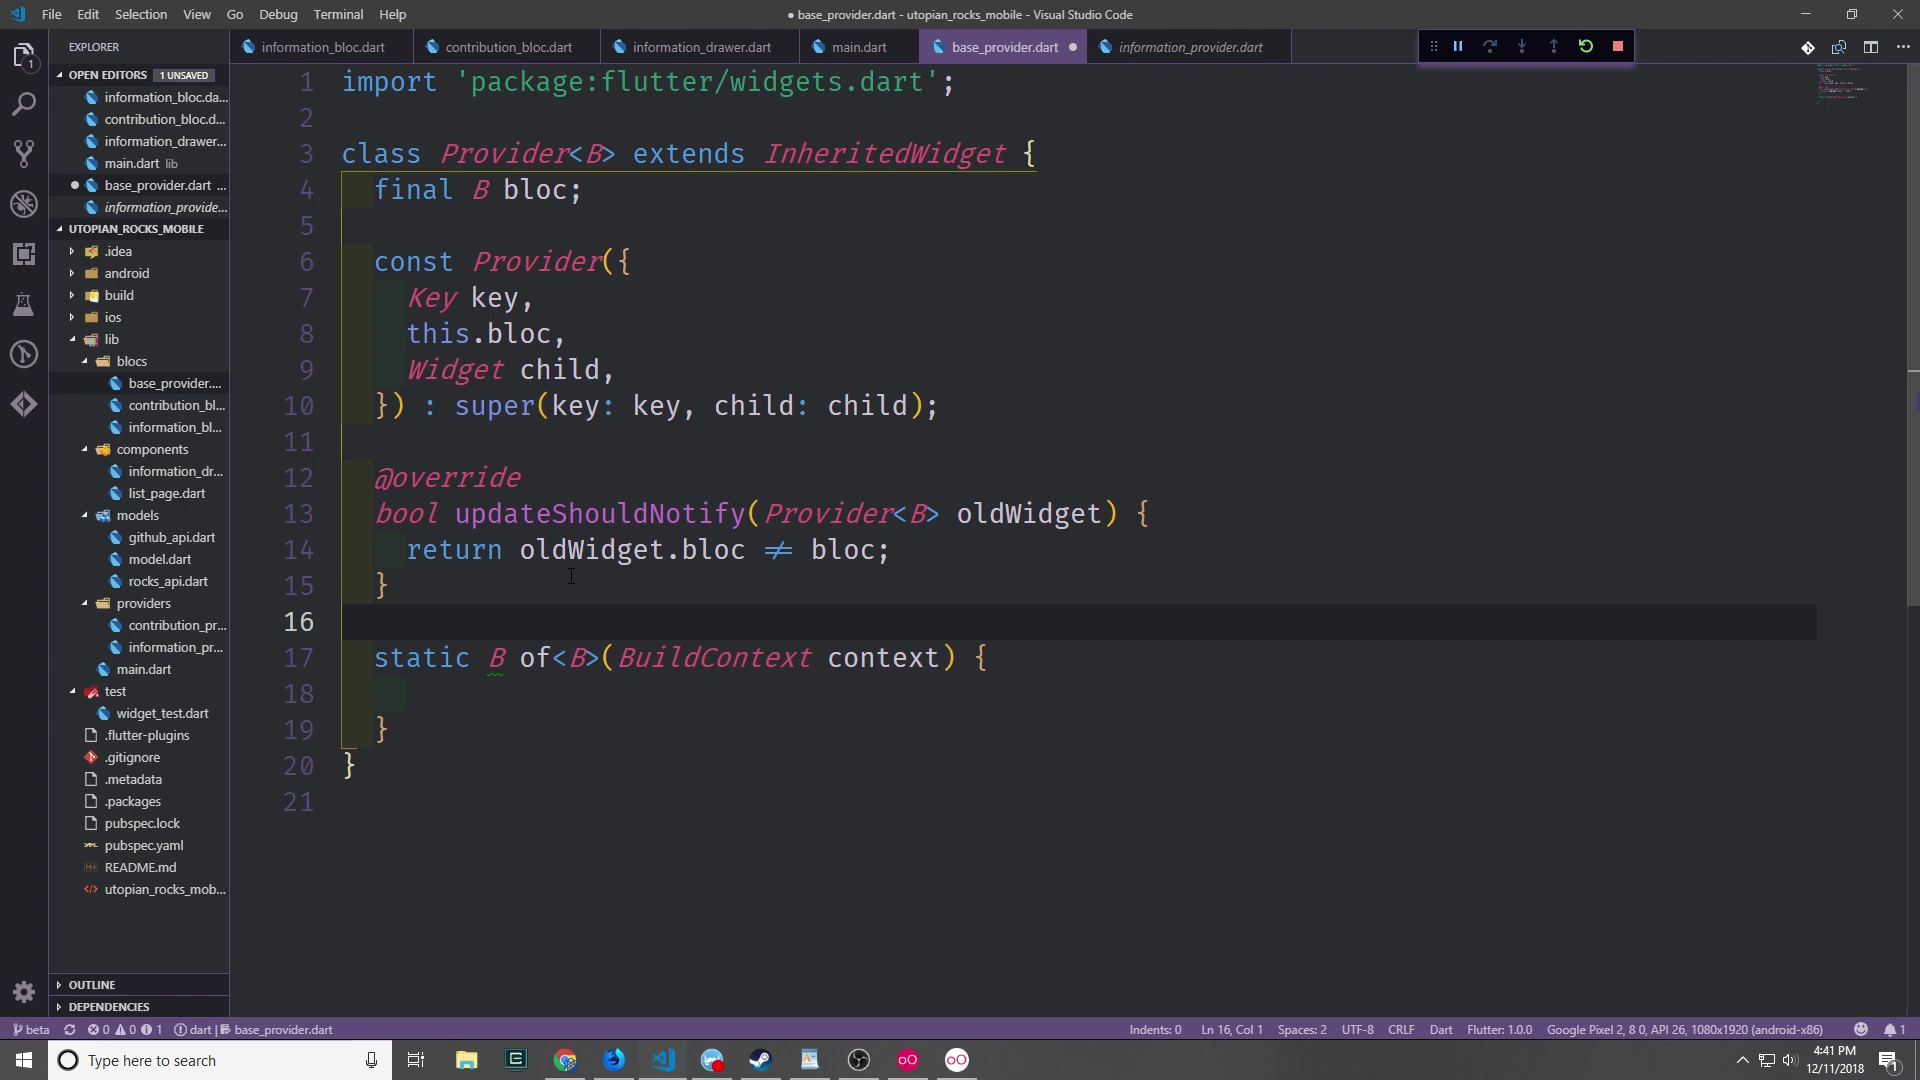 File Edit Selection View Go Debug Terminal Help
● base_provider.dart - utopian_rocks_mobile - Visual Studio Code
EXPLORER
OPEN EDITORS 1 UNSAVED
information_bloc.da...
contribution_bloc.d...
information_drawer...
main.dart lib
base_provider.dart ...
information_provide...
UTOPIAN_ROCKS_MOBILE
.idea
android
build
ios
lib
blocs
base_provider....
contribution_bl...
information_bl...
components
information_dr...
list_page.dart
models
github_api.dart
model.dart
rocks_api.dart
providers
contribution_pr...
information_pr...
main.dart
test
widget_test.dart
.flutter-plugins
.gitignore
.metadata
.packages
pubspec.lock
pubspec.yaml
README.md
utopian_rocks_mob...
OUTLINE
DEPENDENCIES
information_bloc.dart contribution_bloc.dart information_drawer.dart main.dart base_provider.dart information_provider.dart
1 import 'package:flutter/widgets.dart';
2
3 class Provider<B> extends InheritedWidget {
4 final B bloc;
5
6 const Provider({
7 Key key,
8 this.bloc,
9 Widget child,
10 }) : super(key: key, child: child);
11
12 @override
13 bool updateShouldNotify(Provider<B> oldWidget) {
14 return oldWidget.bloc ≠ bloc;
15 }
16
17 static B of<B>(BuildContext context) {
18
19 }
20 }
21
beta 0 0 1 dart | base_provider.dart
Indents: 0 Ln 16, Col 1 Spaces: 2 UTF-8 CRLF Dart Flutter: 1.0.0 Google Pixel 2, 8 0, API 26, 1080x1920 (android-x86) 1
Type here to search
4:41 PM
12/11/2018
1